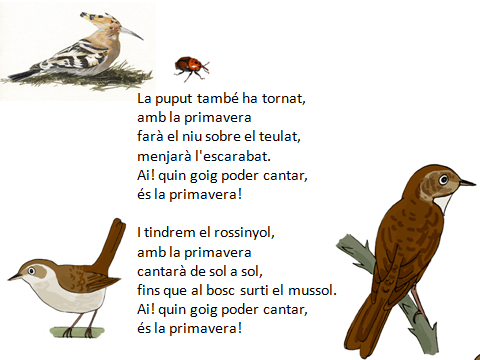 La puput també ha tornat,
amb la primavera
farà el niu sobre el teulat,
menjarà l'escarabat.
Ai! quin goig poder cantar,
és la primavera!
I tindrem el rossinyol,
amb la primavera
cantarà de sol a sol,
fins que al bosc surti el mussol.
Ai! quin goig poder cantar,
és la primavera!